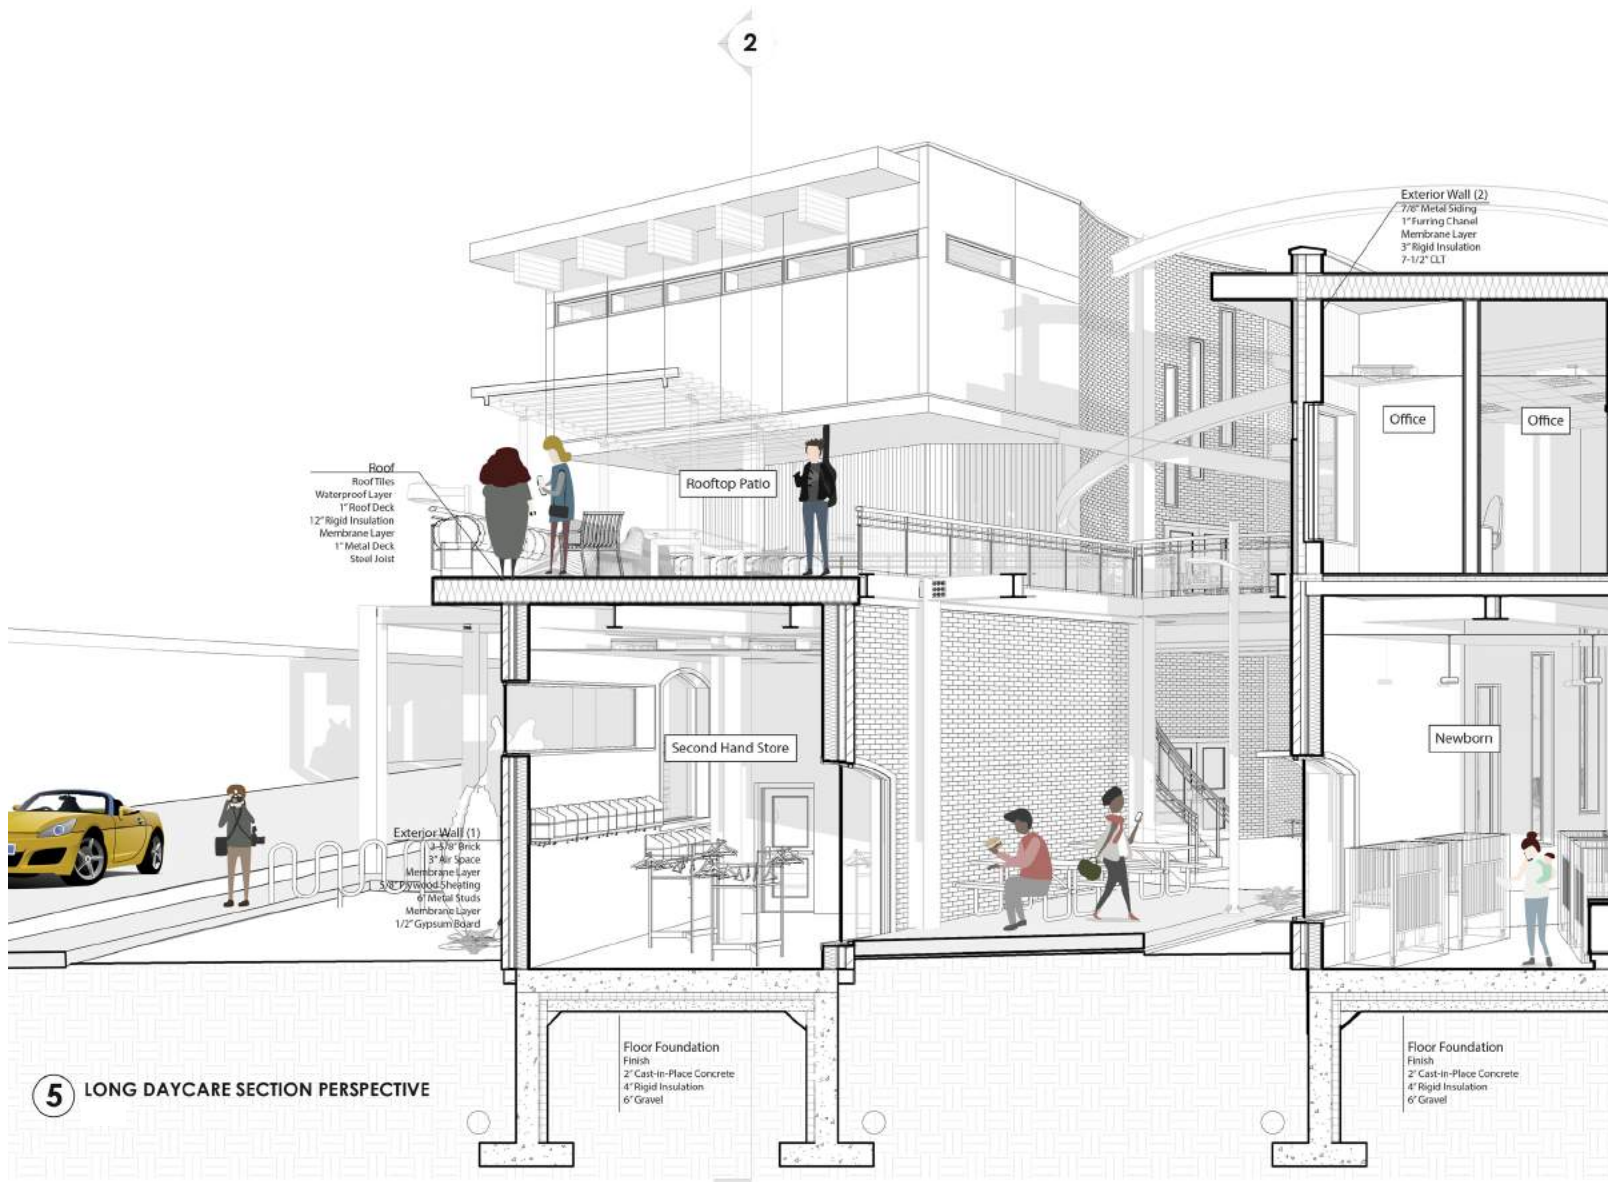 2
Exterior Wall (2)
7/8" Metal Siding
1" Furring Chanel
Membrane Layer
3" Rigid Insulation
7-1/2" CLT
Office
Office
Roof
Roof Tiles
Waterproof Layer
1" Roof Deck
12" Rigid Insulation
Membrane Layer
1" Metal Deck
Steel Joist
Rooftop Patio
Second Hand Store
Newborn
Exterior Wall (1)
3-5/8" Brick
3" Air Space
Membrane Layer
5/8" Plywood Sheating
6" Metal Studs
Membrane Layer
1/2" Gypsum Board
Floor Foundation
Finish
2" Cast-in-Place Concrete
4" Rigid Insulation
6" Gravel
Floor Foundation
Finish
2" Cast-in-Place Concrete
4" Rigid Insulation
6" Gravel
5 LONG DAYCARE SECTION PERSPECTIVE